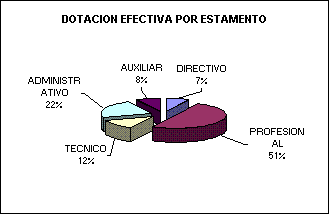 DOTACION EFECTIVA POR ESTAMENTO
AUXILIAR
8%
DIRECTIVO
7%
ADMINISTR
ATIVO
22%
PROFESION
AL
51%
TECNICO
12%